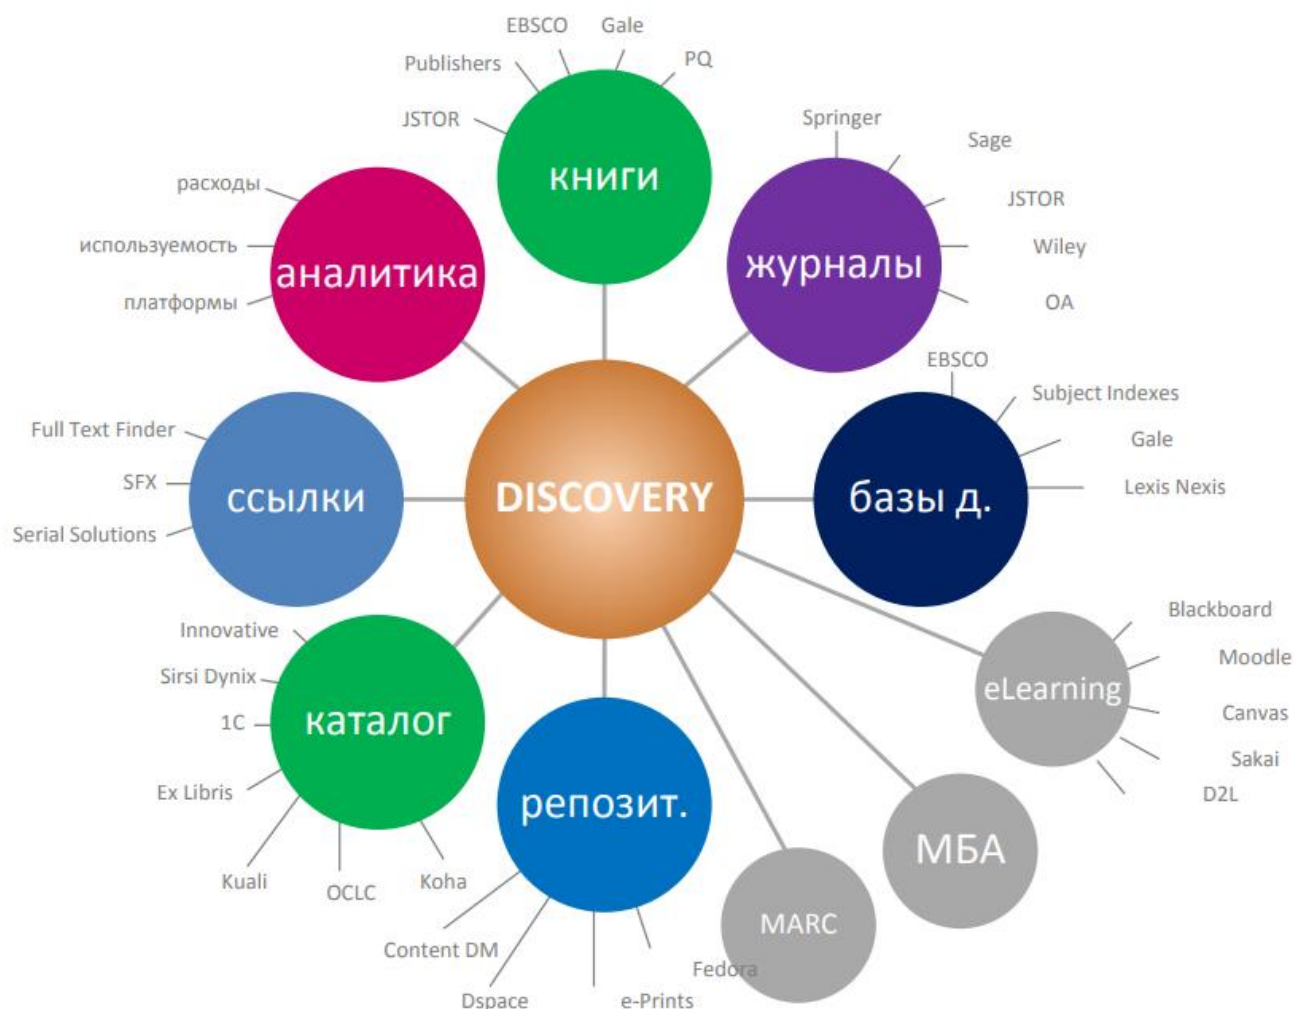 EBSCO
Gale
PQ
Publishers
JSTOR
книги
Springer
Sage
JSTOR
Wiley
OA
журналы
расходы
используемость
платформы
аналитика
EBSCO
Subject Indexes
Gale
Lexis Nexis
базы д.
DISCOVERY
Full Text Finder
SFX
Serial Solutions
ссылки
Blackboard
Moodle
Canvas
Sakai
D2L
eLearning
Innovative
Sirsi Dynix
1C
Ex Libris
Kuali
OCLC
Koha
каталог
репозит.
Content DM
Dspace
e-Prints
Fedora
МБА
MARC